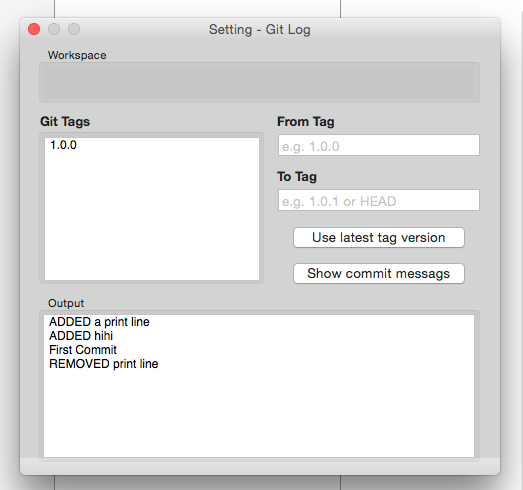 Setting - Git Log
Workspace
Git Tags
1.0.0
From Tag
e.g. 1.0.0
To Tag
e.g. 1.0.1 or HEAD
Use latest tag version
Show commit messags
Output
ADDED a print line
ADDED hihi
First Commit
REMOVED print line